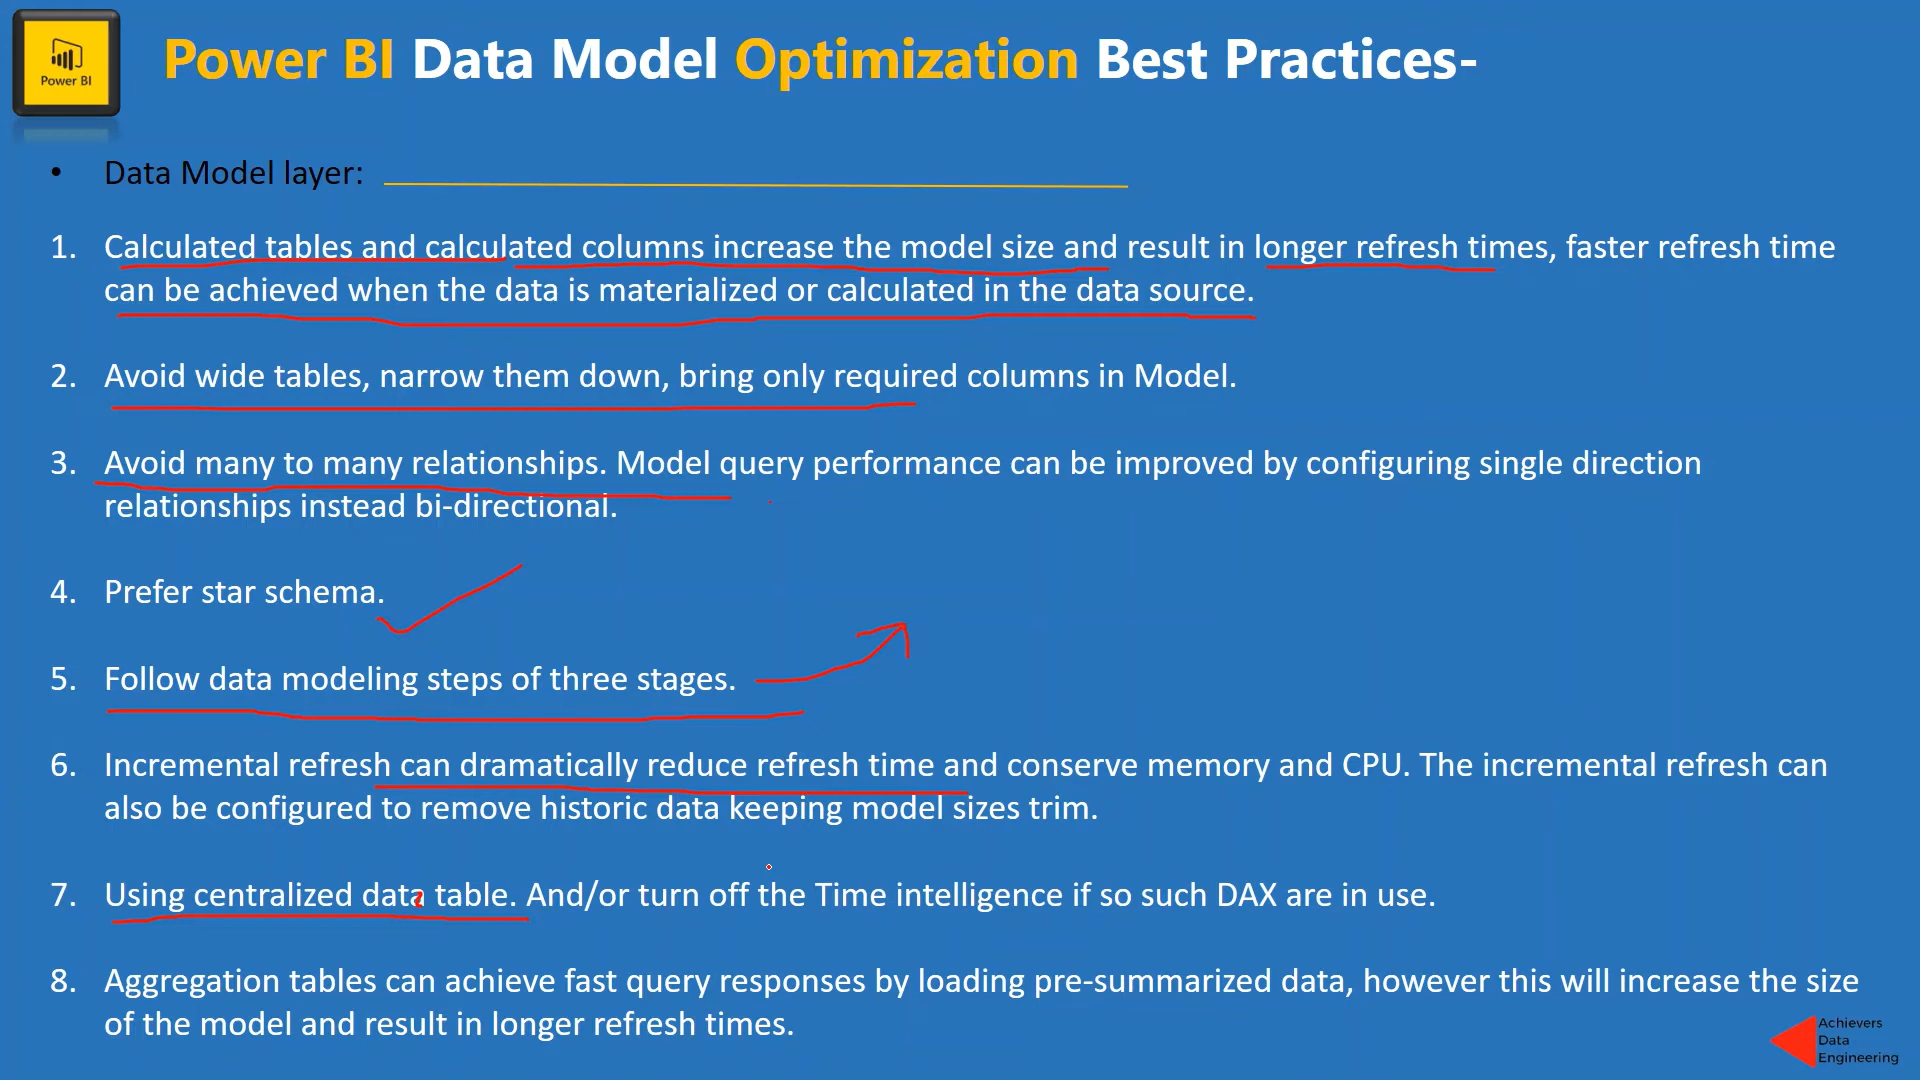 Power BI
Power BI Data Model Optimization Best Practices-
• Data Model layer:
1. Calculated tables and calculated columns increase the model size and result in longer refresh times, faster refresh time
can be achieved when the data is materialized or calculated in the data source.
2. Avoid wide tables, narrow them down, bring only required columns in Model.
3. Avoid many to many relationships. Model query performance can be improved by configuring single direction
relationships instead bi-directional.
4. Prefer star schema.
5. Follow data modeling steps of three stages.
6. Incremental refresh can dramatically reduce refresh time and conserve memory and CPU. The incremental refresh can
also be configured to remove historic data keeping model sizes trim.
7. Using centralized data table. And/or turn off the Time intelligence if so such DAX are in use.
8. Aggregation tables can achieve fast query responses by loading pre-summarized data, however this will increase the size
of the model and result in longer refresh times.
Achievers
Data
Engineering